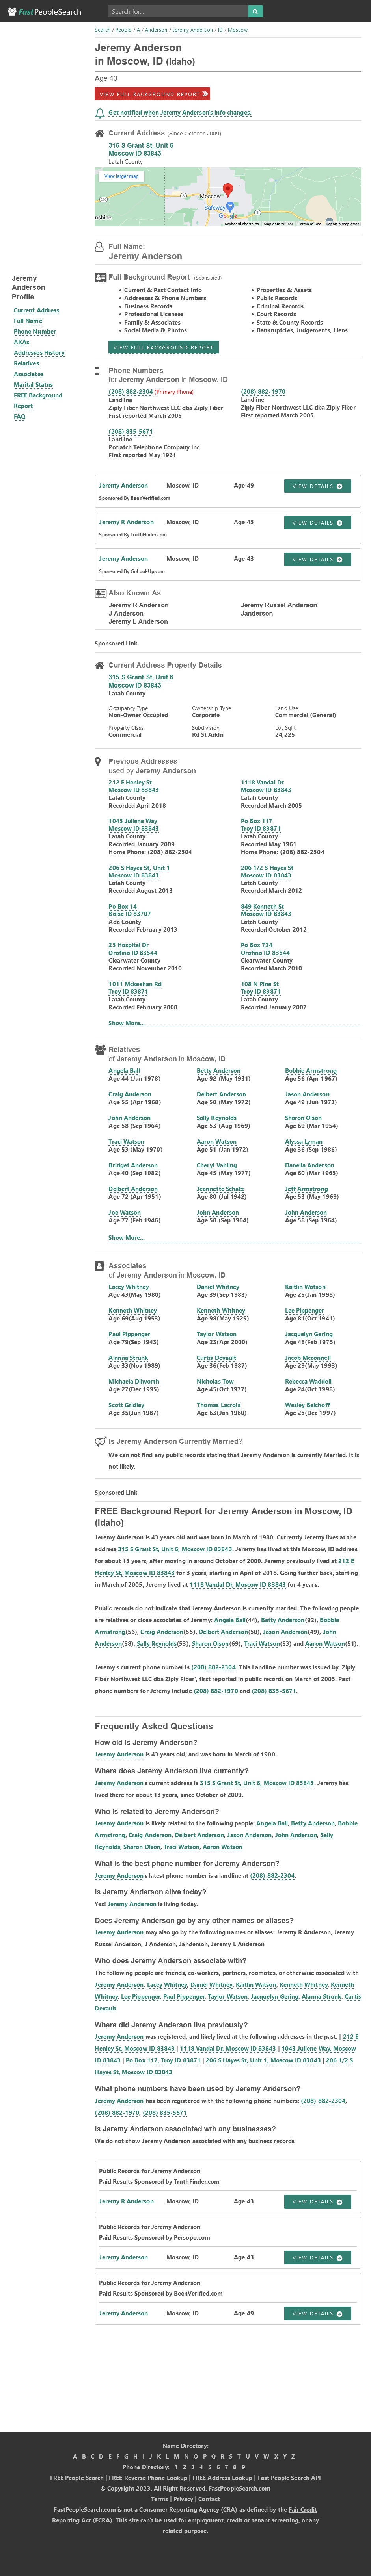 FastPeopleSearch
Search for...
Search / People / A / Anderson / Jeremy Anderson / ID / Moscow
Jeremy Anderson
in Moscow, ID (Idaho)
Age 43
VIEW FULL BACKGROUND REPORT
Get notified when Jeremy Anderson's info changes.
Jeremy
Anderson
Profile
Current Address
Full Name
Phone Number
AKAs
Addresses History
Relatives
Associates
Marital Status
FREE Background
Report
FAQ
Current Address (Since October 2009)
315 S Grant St, Unit 6
Moscow ID 83843
Latah County
View larger map
Moscow
Safeway
Google
nshine
Keyboard shortcuts Map data ©2023 Terms of Use Report a map error
Full Name:
Jeremy Anderson
Full Background Report (Sponsored)
Current & Past Contact Info
Addresses & Phone Numbers
Business Records
Professional Licenses
Family & Associates
Social Media & Photos
Properties & Assets
Public Records
Criminal Records
Court Records
State & County Records
Bankruptcies, Judgements, Liens
VIEW FULL BACKGROUND REPORT
Phone Numbers
for Jeremy Anderson in Moscow, ID
(208) 882-2304 (Primary Phone)
Landline
Ziply Fiber Northwest LLC dba Ziply Fiber
First reported March 2005
(208) 882-1970
Landline
Ziply Fiber Northwest LLC dba Ziply Fiber
First reported March 2005
(208) 835-5671
Landline
Potlatch Telephone Company Inc
First reported May 1961
Jeremy Anderson Moscow, ID Age 49 VIEW DETAILS
Sponsored By BeenVerified.com
Jeremy R Anderson Moscow, ID Age 43 VIEW DETAILS
Sponsored By TruthFinder.com
Jeremy Anderson Moscow, ID Age 43 VIEW DETAILS
Sponsored By GoLookUp.com
Also Known As
Jeremy R Anderson Jeremy Russel Anderson
J Anderson Janderson
Jeremy L Anderson
Sponsored Link
Current Address Property Details
315 S Grant St, Unit 6
Moscow ID 83843
Latah County
Occupancy Type Ownership Type Land Use
Non-Owner Occupied Corporate Commercial (General)
Property Class Subdivision Lot SqFt.
Commercial Rd St Addn 24,225
Previous Addresses
used by Jeremy Anderson
212 E Henley St
Moscow ID 83843
Latah County
Recorded April 2018
1118 Vandal Dr
Moscow ID 83843
Latah County
Recorded March 2005
1043 Juliene Way
Moscow ID 83843
Latah County
Recorded January 2009
Home Phone: (208) 882-2304
Po Box 117
Troy ID 83871
Latah County
Recorded May 1961
Home Phone: (208) 882-2304
206 S Hayes St, Unit 1
Moscow ID 83843
Latah County
Recorded August 2013
206 1/2 S Hayes St
Moscow ID 83843
Latah County
Recorded March 2012
Po Box 14
Boise ID 83707
Ada County
Recorded February 2013
849 Kenneth St
Moscow ID 83843
Latah County
Recorded October 2012
23 Hospital Dr
Orofino ID 83544
Clearwater County
Recorded November 2010
Po Box 724
Orofino ID 83544
Clearwater County
Recorded March 2010
1011 Mckeehan Rd
Troy ID 83871
Latah County
Recorded February 2008
108 N Pine St
Troy ID 83871
Latah County
Recorded January 2007
Show More...
Relatives
of Jeremy Anderson in Moscow, ID
Angela Ball Betty Anderson Bobbie Armstrong
Age 44 (Jun 1978) Age 92 (May 1931) Age 56 (Apr 1967)
Craig Anderson Delbert Anderson Jason Anderson
Age 55 (Apr 1968) Age 50 (May 1972) Age 49 (Jun 1973)
John Anderson Sally Reynolds Sharon Olson
Age 58 (Sep 1964) Age 53 (Aug 1969) Age 69 (Mar 1954)
Traci Watson Aaron Watson Alyssa Lyman
Age 53 (May 1970) Age 51 (Jan 1972) Age 36 (Sep 1986)
Bridget Anderson Cheryl Vahling Danella Anderson
Age 40 (Sep 1982) Age 45 (May 1977) Age 60 (Mar 1963)
Delbert Anderson Jeannette Schatz Jeff Armstrong
Age 72 (Apr 1951) Age 80 (Jul 1942) Age 53 (May 1969)
Joe Watson John Anderson John Anderson
Age 77 (Feb 1946) Age 58 (Sep 1964) Age 58 (Sep 1964)
Show More...
Associates
of Jeremy Anderson in Moscow, ID
Lacey Whitney Daniel Whitney Kaitlin Watson
Age 43(May 1980) Age 39(Sep 1983) Age 25(Jan 1998)
Kenneth Whitney Kenneth Whitney Lee Pippenger
Age 69(Aug 1953) Age 98(May 1925) Age 81(Oct 1941)
Paul Pippenger Taylor Watson Jacquelyn Gering
Age 79(Sep 1943) Age 23(Apr 2000) Age 48(Feb 1975)
Alanna Strunk Curtis Devault Jacob Mcconnell
Age 33(Nov 1989) Age 36(Feb 1987) Age 29(May 1993)
Michaela Dilworth Nicholas Tow Rebecca Waddell
Age 27(Dec 1995) Age 45(Oct 1977) Age 24(Oct 1998)
Scott Gridley Thomas Lacroix Wesley Belchoff
Age 35(Jun 1987) Age 63(Jan 1960) Age 25(Dec 1997)
Is Jeremy Anderson Currently Married?
We can not find any public records stating that Jeremy Anderson is currently Married. It is
not likely.
Sponsored Link
FREE Background Report for Jeremy Anderson in Moscow, ID
(Idaho)
Jeremy Anderson is 43 years old and was born in March of 1980. Currently Jeremy lives at the
address 315 S Grant St, Unit 6, Moscow ID 83843. Jeremy has lived at this Moscow, ID address
for about 13 years, after moving in around October of 2009. Jeremy previously lived at 212 E
Henley St, Moscow ID 83843 for 3 years, starting in April of 2018. Going further back, starting
in March of 2005, Jeremy lived at 1118 Vandal Dr, Moscow ID 83843 for 4 years.
Public records do not indicate that Jeremy Anderson is currently married. The following people
are relatives or close associates of Jeremy: Angela Ball(44), Betty Anderson(92), Bobbie
Armstrong(56), Craig Anderson(55), Delbert Anderson(50), Jason Anderson(49), John
Anderson(58), Sally Reynolds(53), Sharon Olson(69), Traci Watson(53) and Aaron Watson(51).
Jeremy's current phone number is (208) 882-2304. This Landline number was issued by 'Ziply
Fiber Northwest LLC dba Ziply Fiber', first reported in public records on March of 2005. Past
phone numbers for Jeremy include (208) 882-1970 and (208) 835-5671.
Frequently Asked Questions
How old is Jeremy Anderson?
Jeremy Anderson is 43 years old, and was born in March of 1980.
Where does Jeremy Anderson live currently?
Jeremy Anderson's current address is 315 S Grant St, Unit 6, Moscow ID 83843. Jeremy has
lived there for about 13 years, since October of 2009.
Who is related to Jeremy Anderson?
Jeremy Anderson is likely related to the following people: Angela Ball, Betty Anderson, Bobbie
Armstrong, Craig Anderson, Delbert Anderson, Jason Anderson, John Anderson, Sally
Reynolds, Sharon Olson, Traci Watson, Aaron Watson
What is the best phone number for Jeremy Anderson?
Jeremy Anderson's latest phone number is a landline at (208) 882-2304.
Is Jeremy Anderson alive today?
Yes! Jeremy Anderson is living today.
Does Jeremy Anderson go by any other names or aliases?
Jeremy Anderson may also go by the following names or aliases: Jeremy R Anderson, Jeremy
Russel Anderson, J Anderson, Janderson, Jeremy L Anderson
Who does Jeremy Anderson associate with?
The following people are friends, co-workers, partners, roomates, or otherwise associated with
Jeremy Anderson: Lacey Whitney, Daniel Whitney, Kaitlin Watson, Kenneth Whitney, Kenneth
Whitney, Lee Pippenger, Paul Pippenger, Taylor Watson, Jacquelyn Gering, Alanna Strunk, Curtis
Devault
Where did Jeremy Anderson live previously?
Jeremy Anderson was registered, and likely lived at the following addresses in the past: | 212 E
Henley St, Moscow ID 83843 | 1118 Vandal Dr, Moscow ID 83843 | 1043 Juliene Way, Moscow
ID 83843 | Po Box 117, Troy ID 83871 | 206 S Hayes St, Unit 1, Moscow ID 83843 | 206 1/2 S
Hayes St, Moscow ID 83843
What phone numbers have been used by Jeremy Anderson?
Jeremy Anderson has been registered with the following phone numbers: (208) 882-2304,
(208) 882-1970, (208) 835-5671
Is Jeremy Anderson associated wth any businesses?
We do not show Jeremy Anderson associated with any business records
Public Records for Jeremy Anderson
Paid Results Sponsored by TruthFinder.com
Jeremy R Anderson Moscow, ID Age 43 VIEW DETAILS
Public Records for Jeremy Anderson
Paid Results Sponsored by Persopo.com
Jeremy Anderson Moscow, ID Age 43 VIEW DETAILS
Public Records for Jeremy Anderson
Paid Results Sponsored by BeenVerified.com
Jeremy Anderson Moscow, ID Age 49 VIEW DETAILS
Name Directory:
A B C D E F G H I J K L M N O P Q R S T U V W X Y Z
Phone Directory: 1 2 3 4 5 6 7 8 9
FREE People Search | FREE Reverse Phone Lookup | FREE Address Lookup | Fast People Search API
© Copyright 2023. All Right Reserved. FastPeopleSearch.com
Terms | Privacy | Contact
FastPeopleSearch.com is not a Consumer Reporting Agency (CRA) as defined by the Fair Credit
Reporting Act (FCRA). This site can't be used for employment, credit or tenant screening, or any
related purpose.